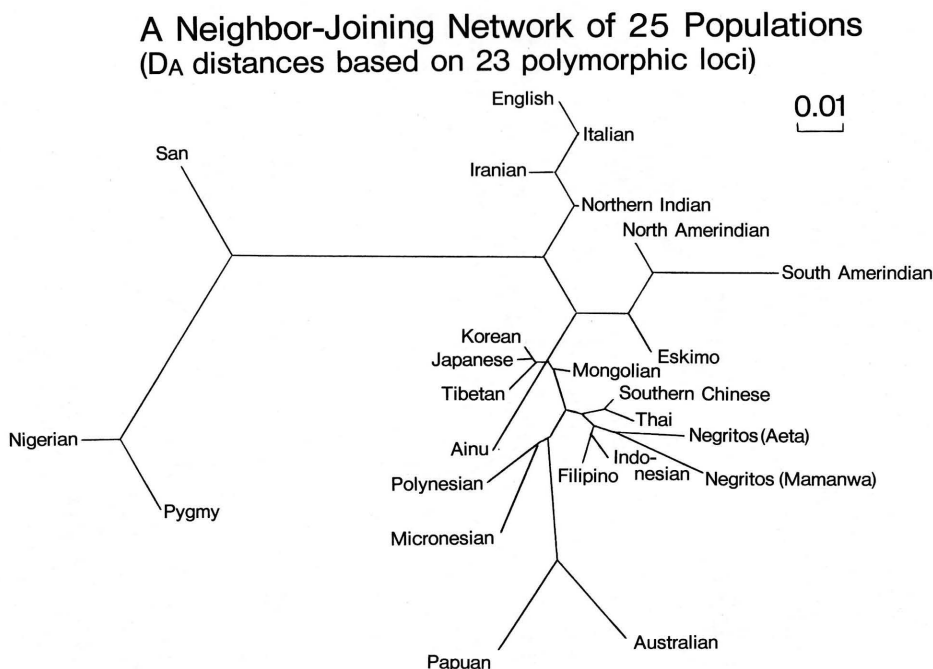 A Neighbor-Joining Network of 25 Populations
(DA distances based on 23 polymorphic loci)
English
0.01
Italian
San
Iranian
Northern Indian
North Amerindian
South Amerindian
Korean
Japanese
Eskimo
Mongolian
Tibetan
Southern Chinese
Thai
Nigerian
Negritos (Aeta)
Ainu
Indo-
nesian
Filipino
Negritos (Mamanwa)
Polynesian
Pygmy
Micronesian
Australian
Papuan